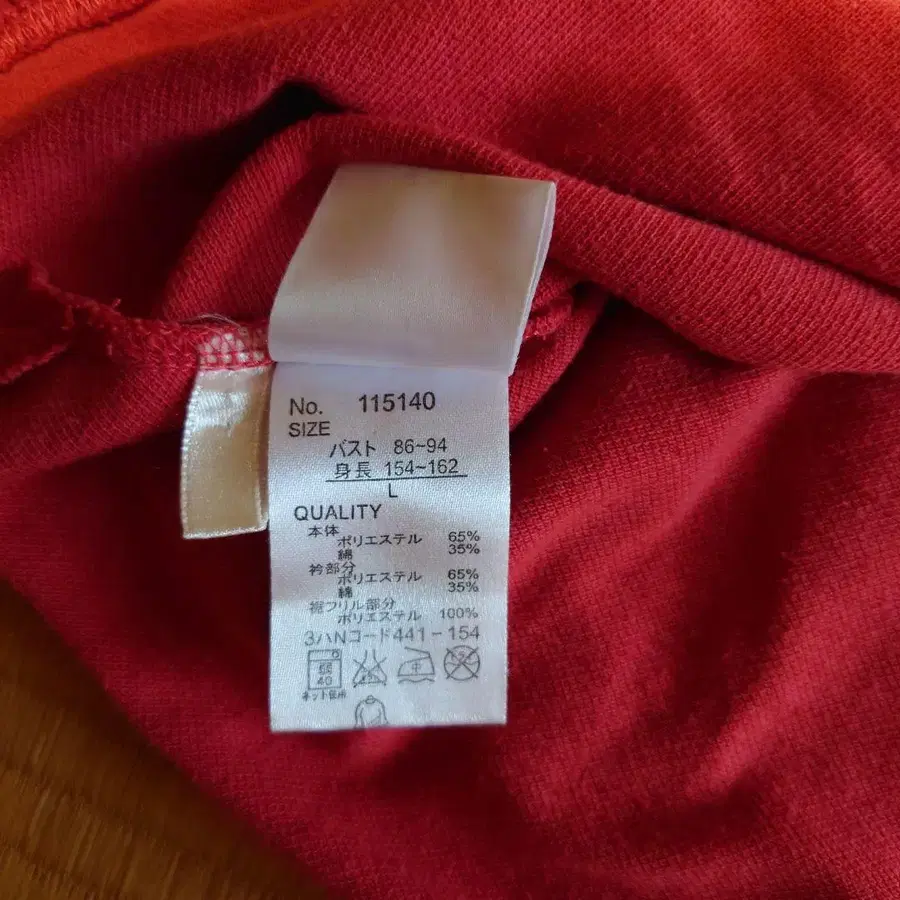 No. 115140
SIZE
バスト 86~94
身長 154~162
L
QUALITY
本体
ポリエステル 65%
綿 35%
衿部分
ポリエステル 65%
綿 35%
裾フリル部分
ポリエステル 100%
3ハNコード441-154
40
中
ネット使用